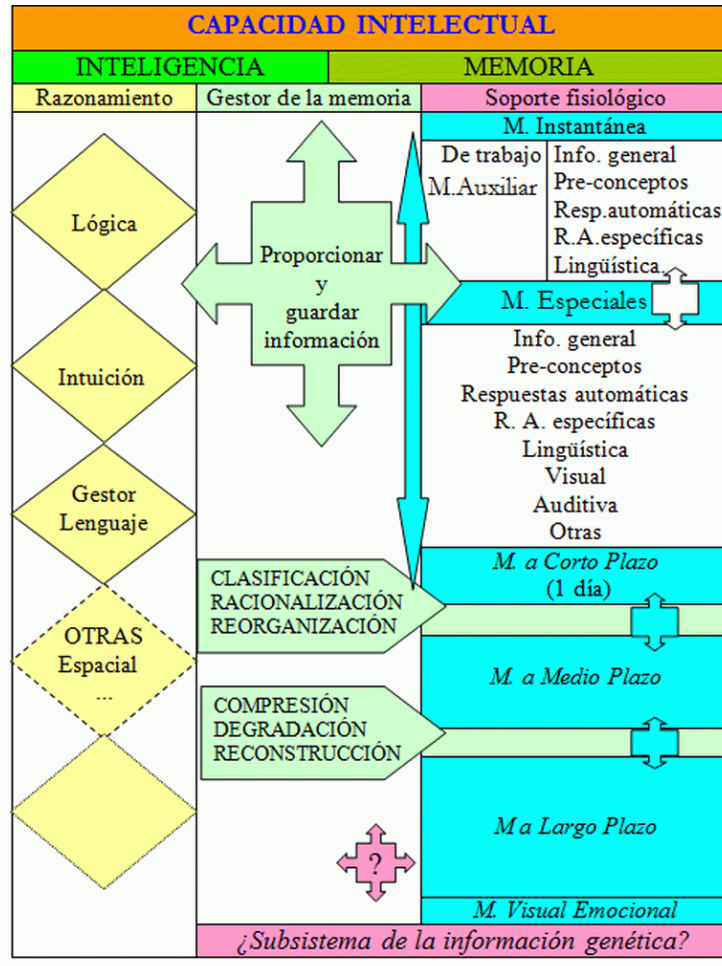 CAPACIDAD INTELECTUAL
INTELIGENCIA
MEMORIA
Razonamiento
Gestor de la memoria
Soporte fisiológico
Lógica
Intuición
Gestor
Lenguaje
OTRAS
Espacial
...
Proporcionar
y
guardar
información
CLASIFICACIÓN
RACIONALIZACIÓN
REORGANIZACIÓN
COMPRESIÓN
DEGRADACIÓN
RECONSTRUCCIÓN
?
M. Instantánea
De trabajo
M.Auxiliar
Info. general
Pre-conceptos
Resp.automáticas
R.A.específicas
Lingüística
M. Especiales
Info. general
Pre-conceptos
Respuestas automáticas
R. A. específicas
Lingüística
Visual
Auditiva
Otras
M. a Corto Plazo
(1 día)
M. a Medio Plazo
M a Largo Plazo
M. Visual Emocional
¿Subsistema de la información genética?